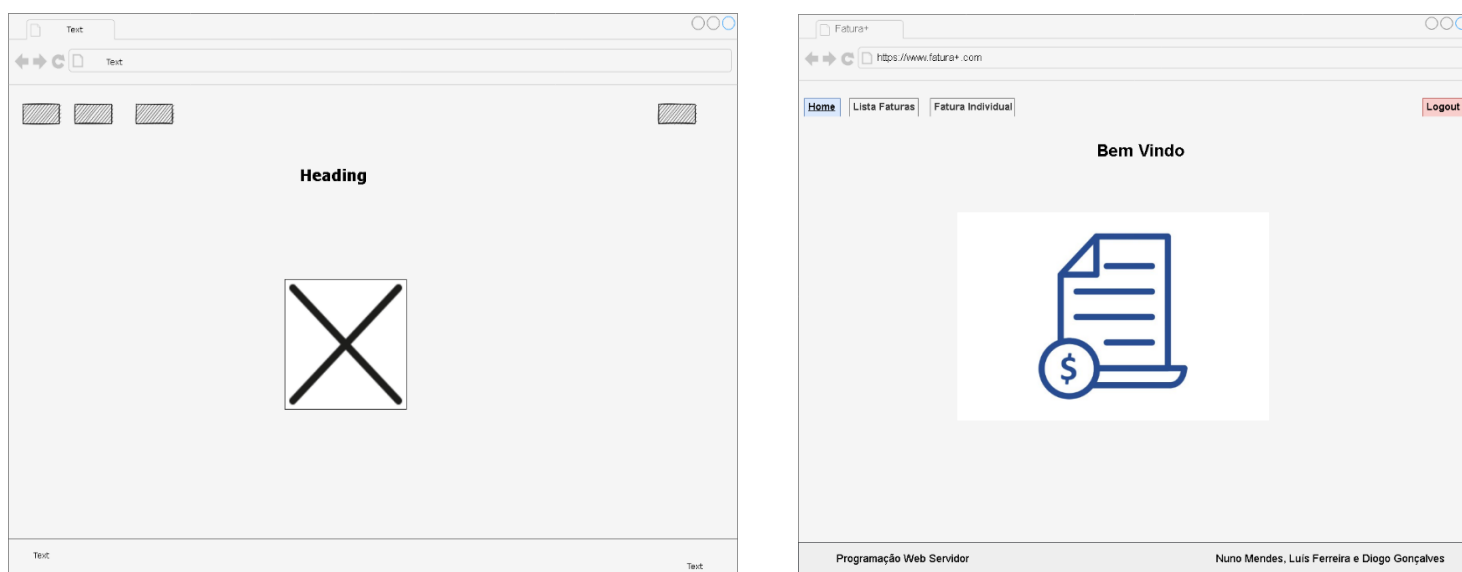 Text
Text
Heading
Text
Text
Fatura+
https://www.fatura+.com
Home Lista Faturas Fatura Individual Logout
Bem Vindo
$
Programação Web Servidor Nuno Mendes, Luís Ferreira e Diogo Gonçalves